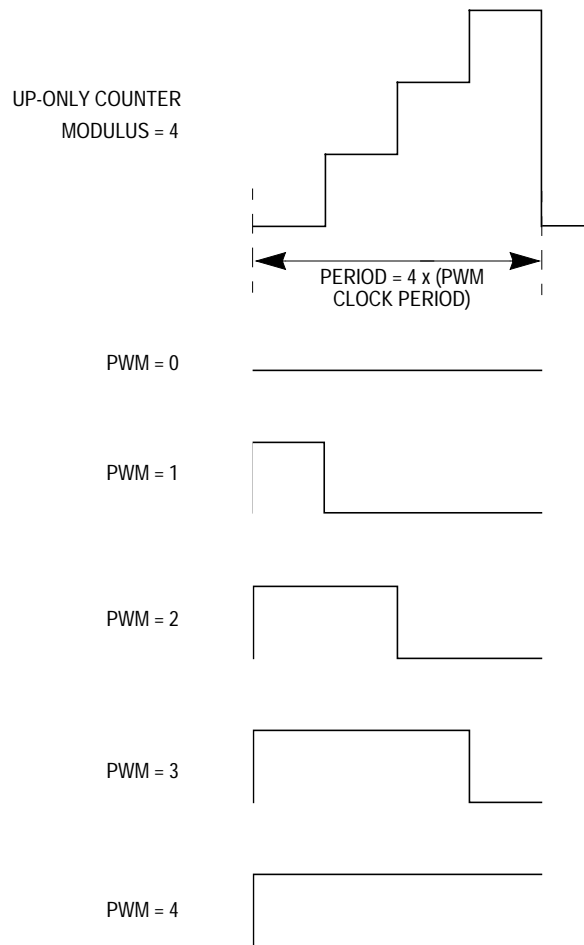 UP-ONLY COUNTER
MODULUS = 4
PERIOD = 4 x (PWM
CLOCK PERIOD)
PWM = 0
PWM = 1
PWM = 2
PWM = 3
PWM = 4